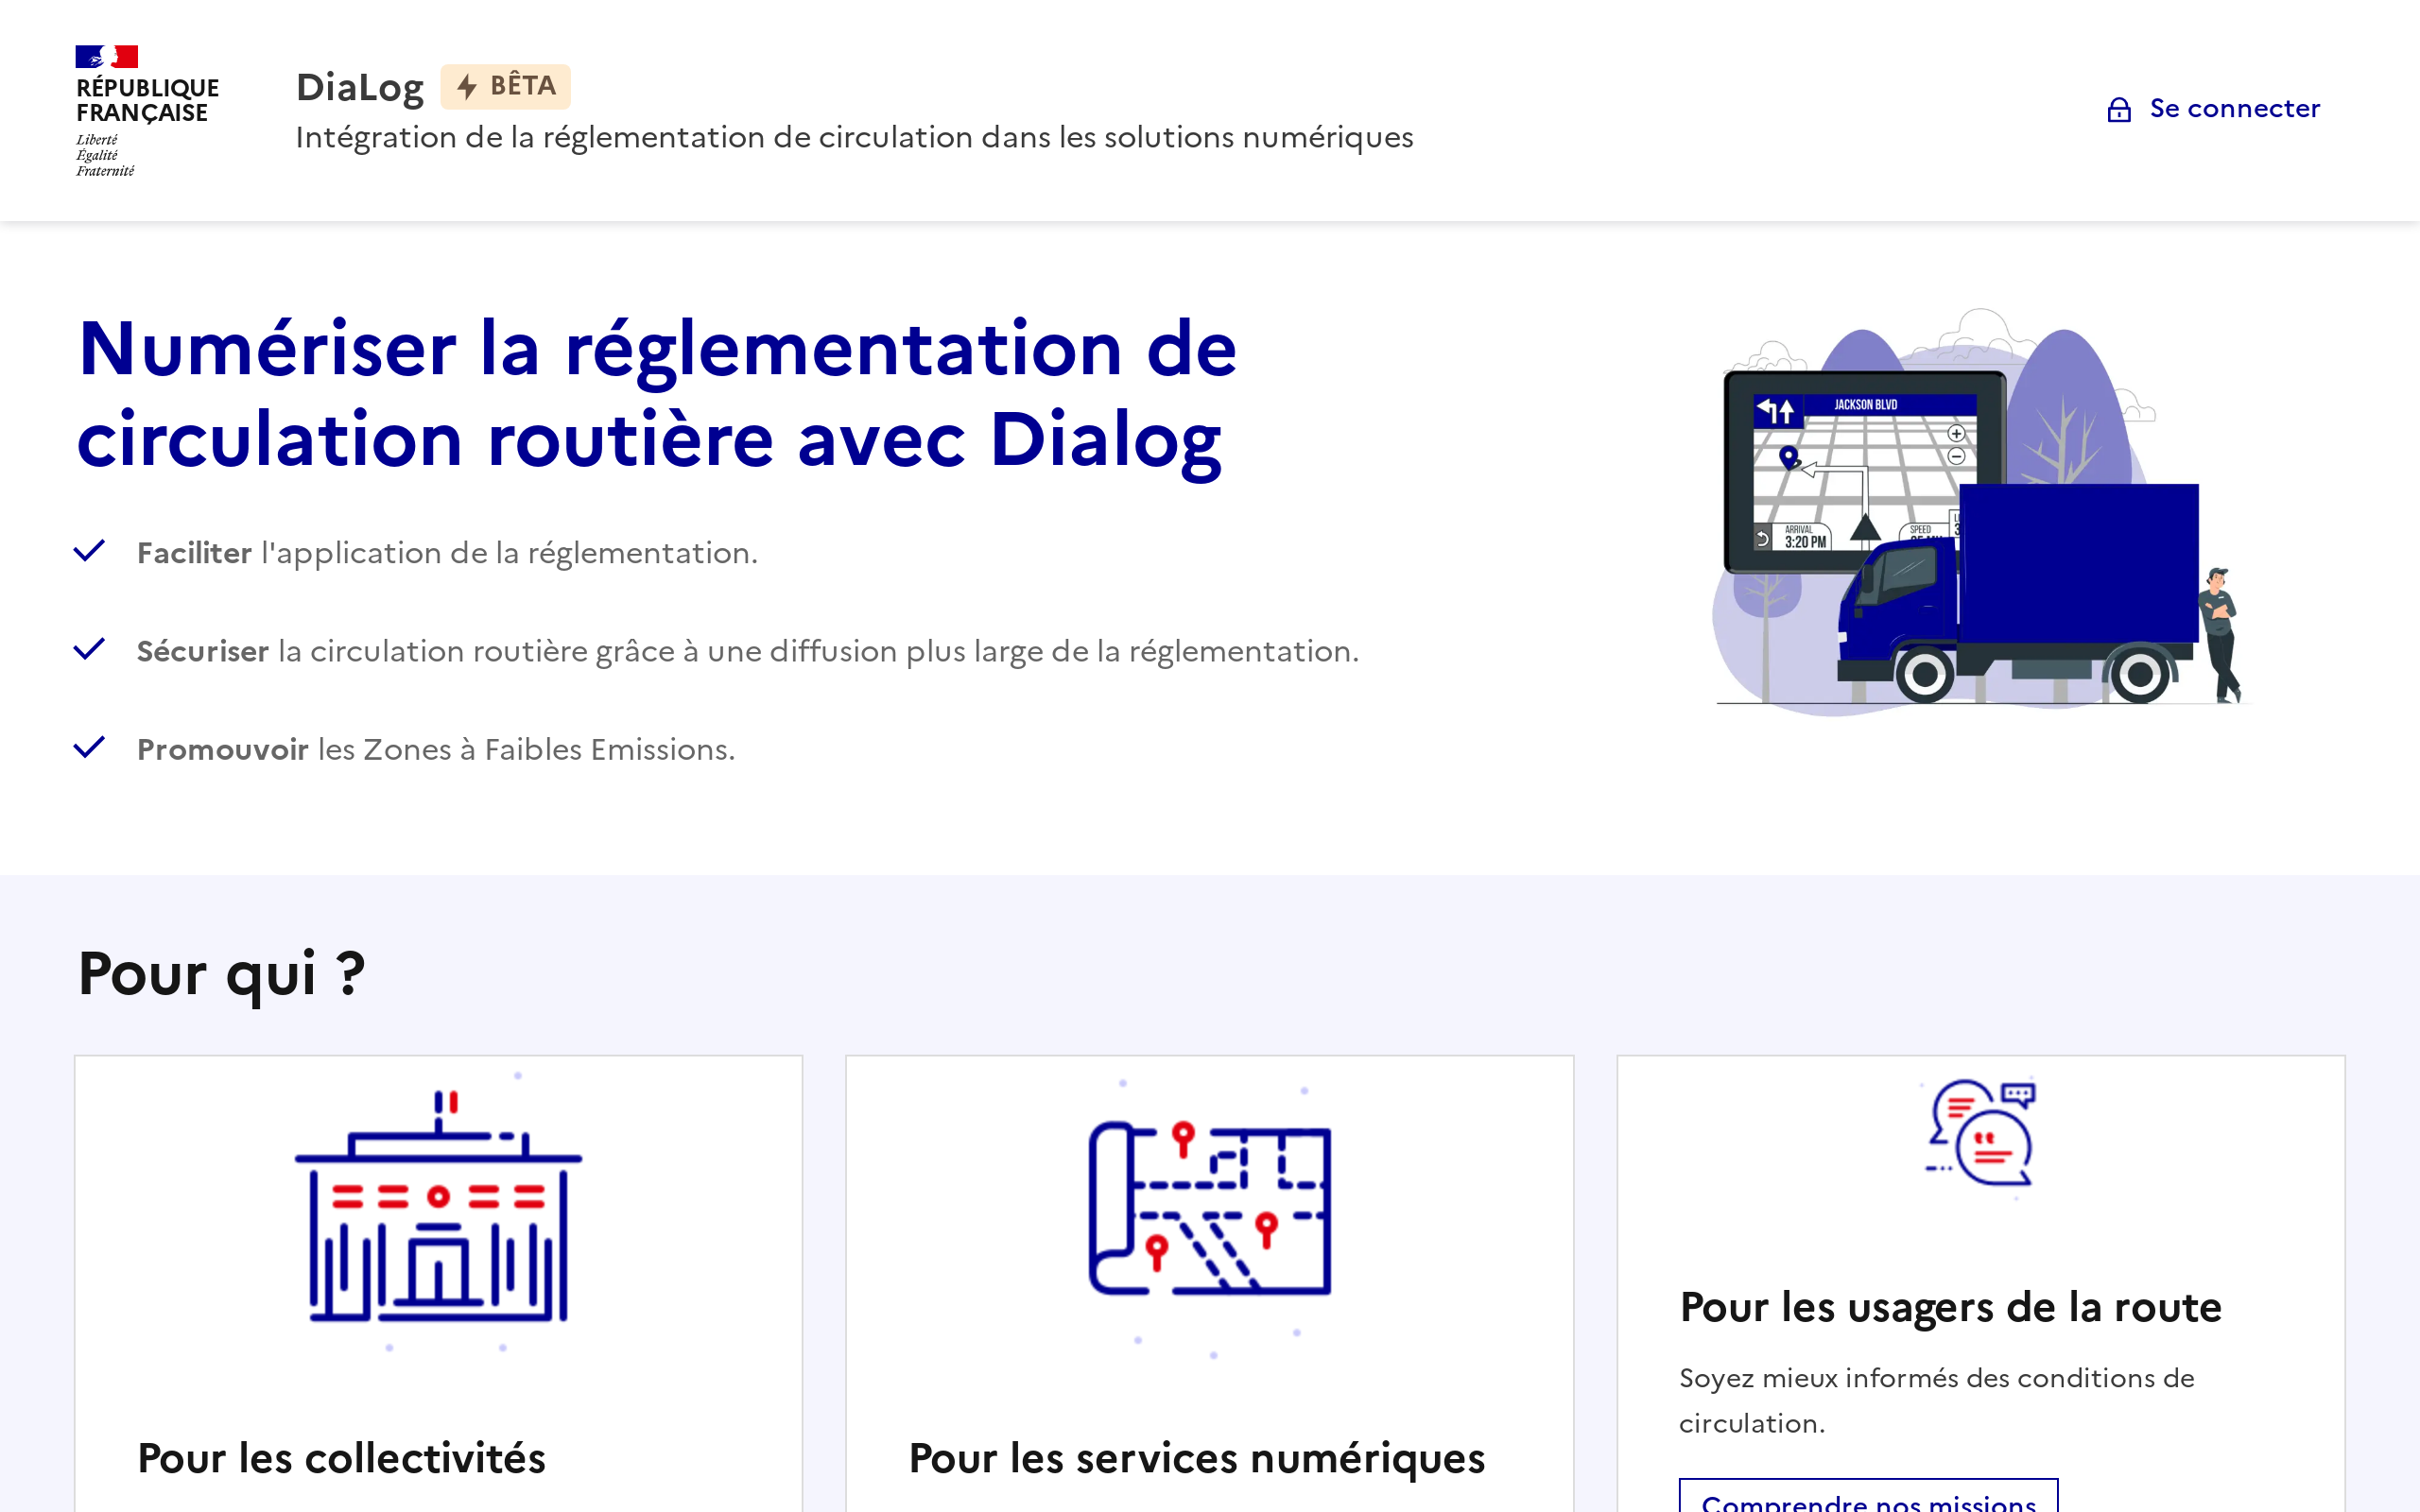 RÉPUBLIQUE
FRANÇAISE
Liberté
Égalité
Fraternité
DiaLog BÊTA
Intégration de la réglementation de circulation dans les solutions numériques
Se connecter
Numériser la réglementation de
circulation routière avec Dialog
Faciliter l'application de la réglementation.
Sécuriser la circulation routière grâce à une diffusion plus large de la réglementation.
Promouvoir les Zones à Faibles Emissions.
JACKSON BLVD
ARRIVAL
3:20 PM
SPEED
Pour qui ?
Pour les collectivités
Pour les services numériques
Pour les usagers de la route
Soyez mieux informés des conditions de
circulation.
Comprendre nos missions